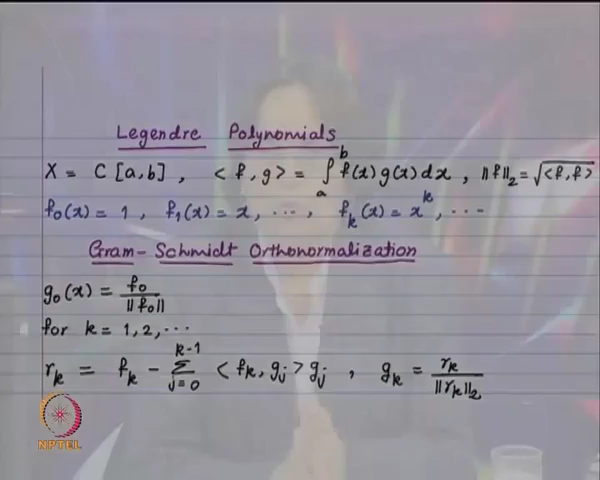 Legendre Polynomials
X = C [a,b] , < f , g > = ∫_a^b f(x) g(x) dx , ||f||_2 = √<f, f>
f_0(x) = 1 , f_1(x) = x , ..., f_k(x) = x^k , ...
Gram-Schmidt Orthonormalization
g_0(x) = f_0 / ||f_0||
for k = 1, 2, ...
r_k = f_k - Σ_{j=0}^{k-1} < f_k, g_j > g_j , g_k = r_k / ||r_k||_2
NPTEL